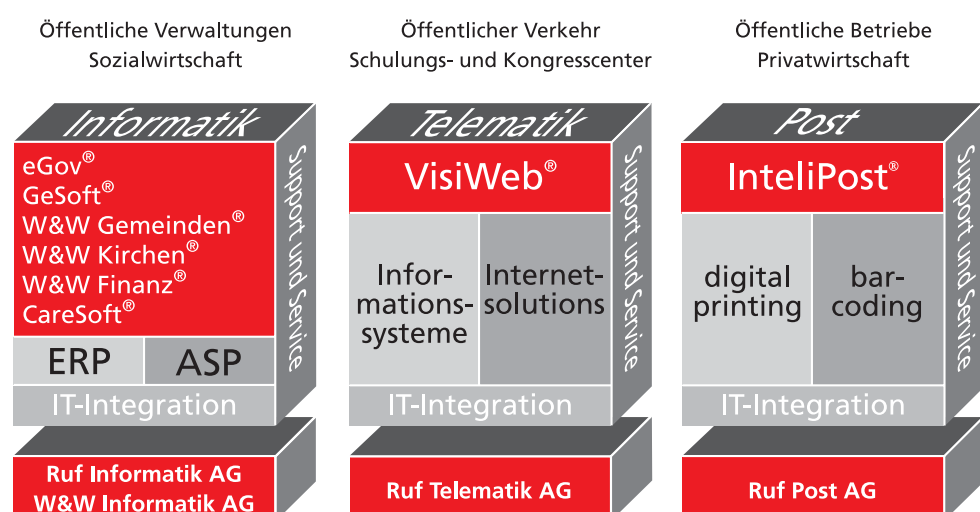 Öffentliche Verwaltungen
Sozialwirtschaft
Informatik
eGov®
GeSoft®
W&W Gemeinden®
W&W Kirchen®
W&W Finanz®
CareSoft®
ERP
ASP
IT-Integration
Support und Service
Ruf Informatik AG
W&W Informatik AG
Öffentlicher Verkehr
Schulungs- und Kongresscenter
Telematik
VisiWeb®
Infor-
mations-
systeme
Internet-
solutions
IT-Integration
Support und Service
Ruf Telematik AG
Öffentliche Betriebe
Privatwirtschaft
Post
InteliPost®
digital
printing
bar-
coding
IT-Integration
Support und Service
Ruf Post AG